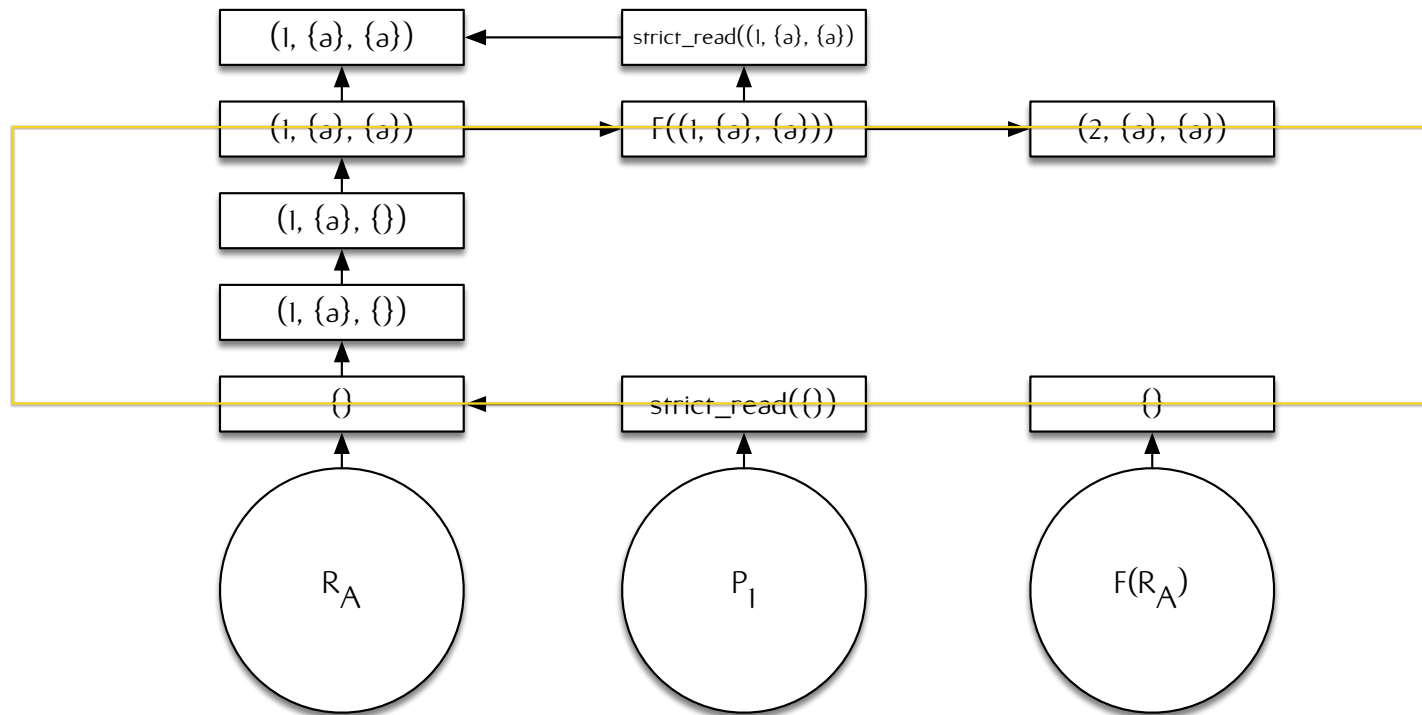 (1, {a}, {a})
strict_read((1, {a}, {a})
(1, {a}, {a})
F((1, {a}, {a}))
(2, {a}, {a})
(1, {a}, {})
(1, {a}, {})
{}
strict_read({})
{}
R_A
P_1
F(R_A)